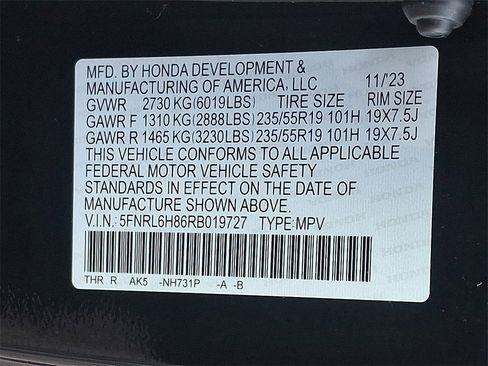 MFD. BY HONDA DEVELOPMENT &
MANUFACTURING OF AMERICA, LLC 11/'23
GVWR 2730 KG(6019LBS) TIRE SIZE RIM SIZE
GAWR F 1310 KG(2888LBS) 235/55R19 101H 19X7.5J
GAWR R 1465 KG(3230LBS) 235/55R19 101H 19X7.5J
THIS VEHICLE CONFORMS TO ALL APPLICABLE
FEDERAL MOTOR VEHICLE SAFETY
STANDARDS IN EFFECT ON THE DATE OF
MANUFACTURE SHOWN ABOVE.
V.I.N.: 5FNRL6H86RB019727 TYPE:MPV
THR R AK5 -NH731P -A -B